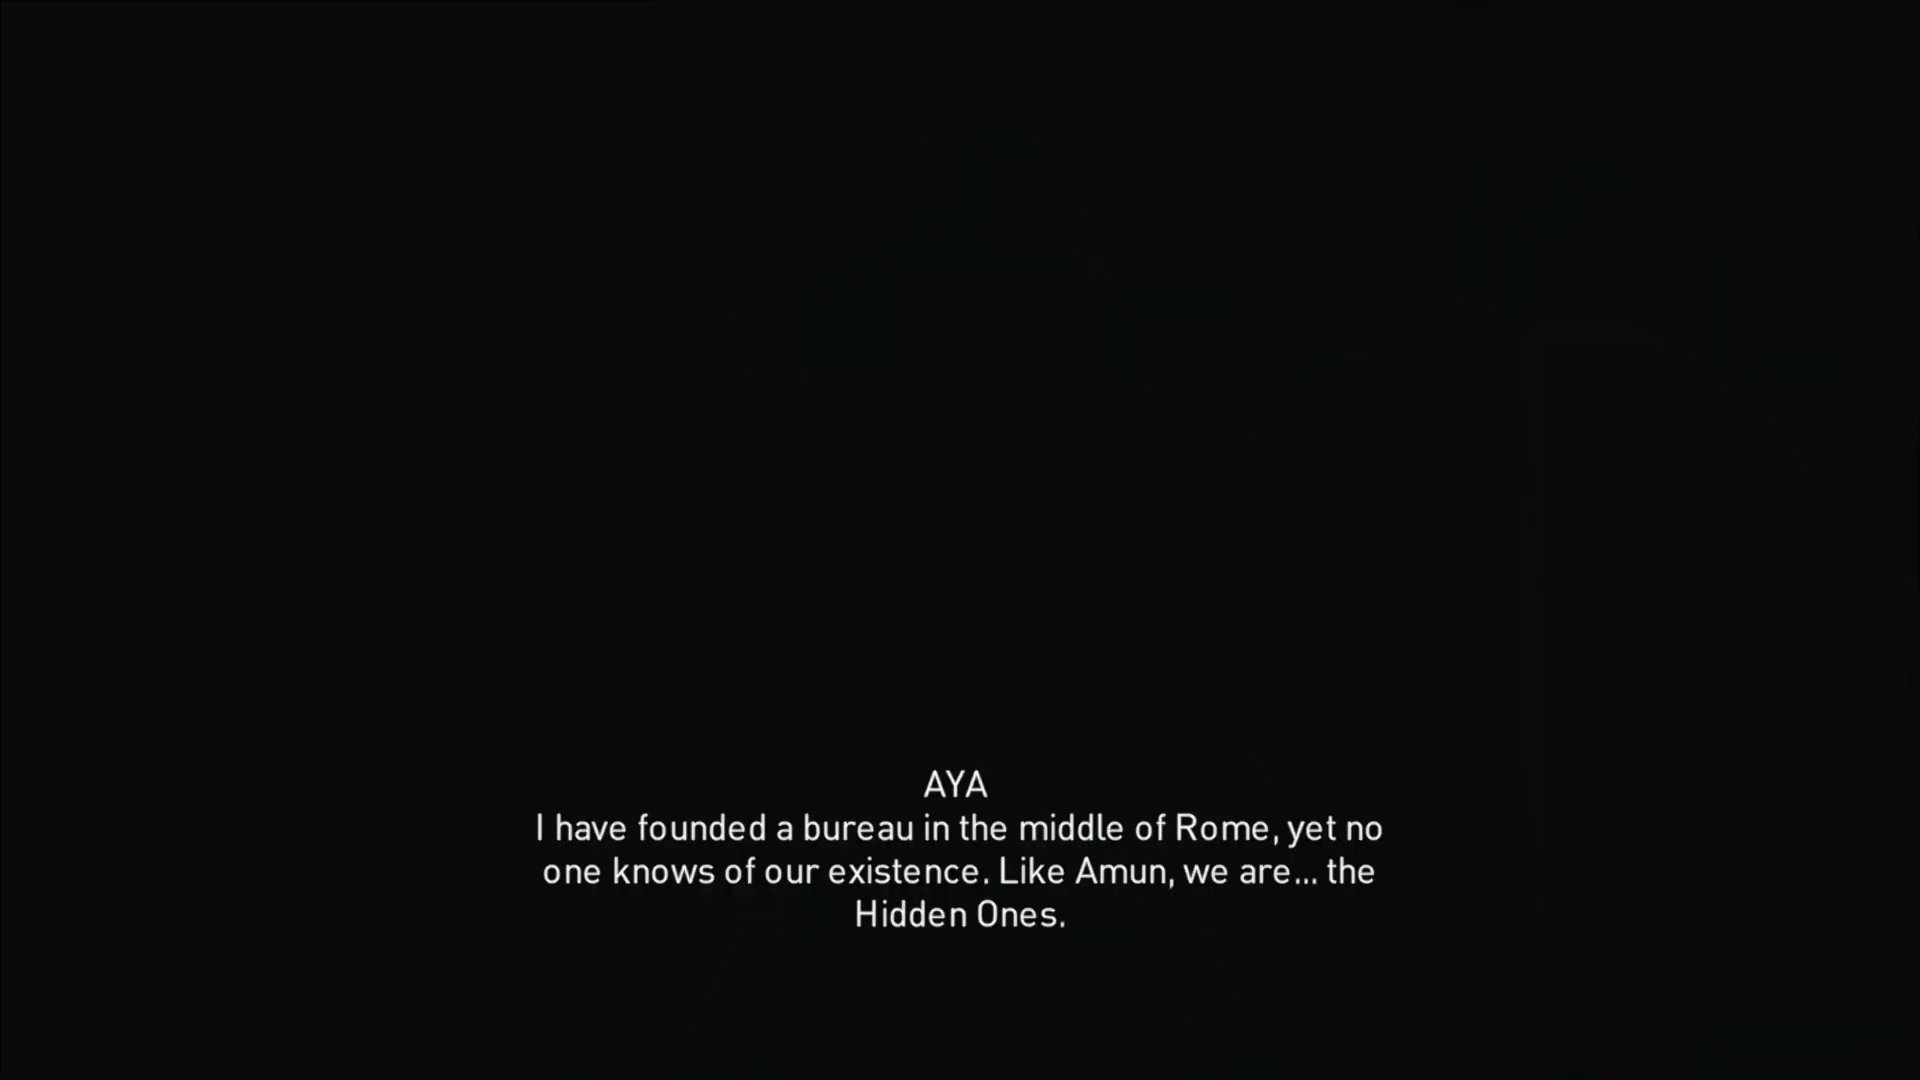 AYA
I have founded a bureau in the middle of Rome, yet no
one knows of our existence. Like Amun, we are... the
Hidden Ones.